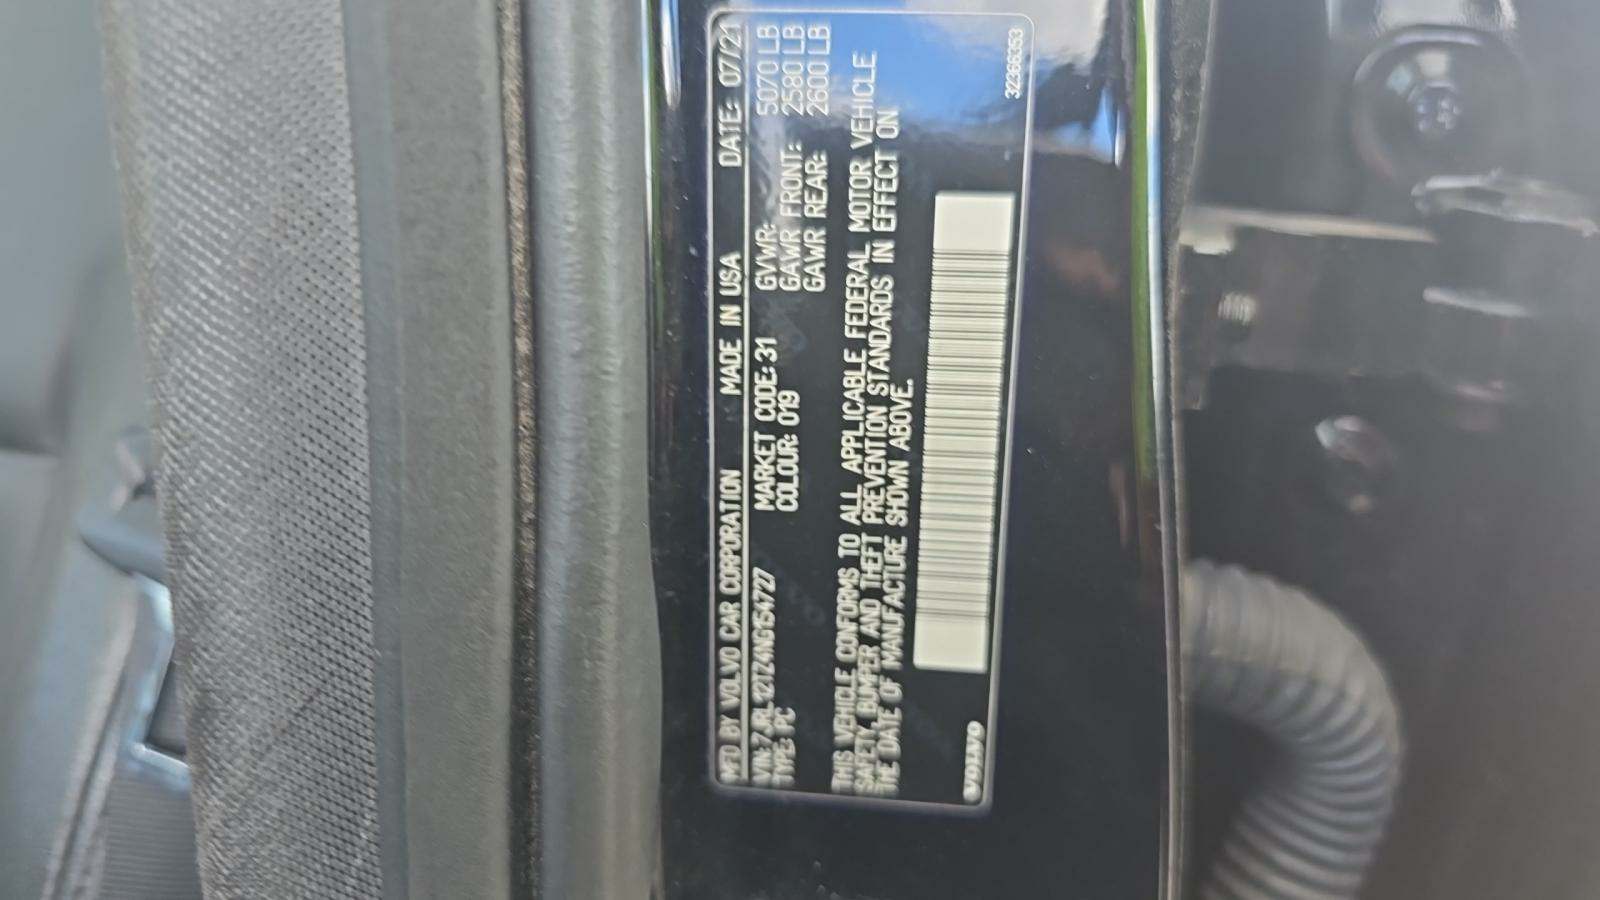 MFD BY VOLVO CAR CORPORATION MADE IN USA DATE: 07/21
VIN: 7JRL12TZ4NG154727 MARKET CODE: 31 GVWR: 5070 LB
TYPE: PC COLOUR: 019 GAWR FRONT: 2580 LB
GAWR REAR: 2600 LB
THIS VEHICLE CONFORMS TO ALL APPLICABLE FEDERAL MOTOR VEHICLE
SAFETY, BUMPER AND THEFT PREVENTION STANDARDS IN EFFECT ON
THE DATE OF MANUFACTURE SHOWN ABOVE.
VOLVO
32366353